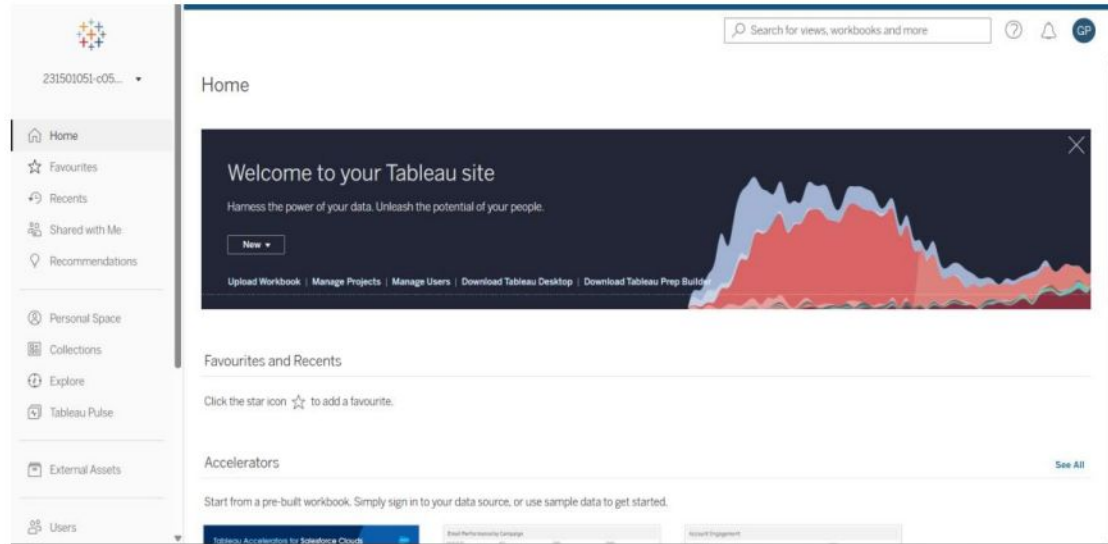 231501051-c05...
Home
Favourites
Recents
Shared with Me
Recommendations
Personal Space
Collections
Explore
Tableau Pulse
External Assets
Users
Search for views, workbooks and more
GP
Home
Welcome to your Tableau site
Harness the power of your data. Unleash the potential of your people.
New
Upload Workbook | Manage Projects | Manage Users | Download Tableau Desktop | Download Tableau Prep Builder
Favourites and Recents
Click the star icon to add a favourite.
Accelerators
See All
Start from a pre-built workbook. Simply sign in to your data source, or use sample data to get started.
Tableau Accelerators for Salesforce Clouds
Account Engagement